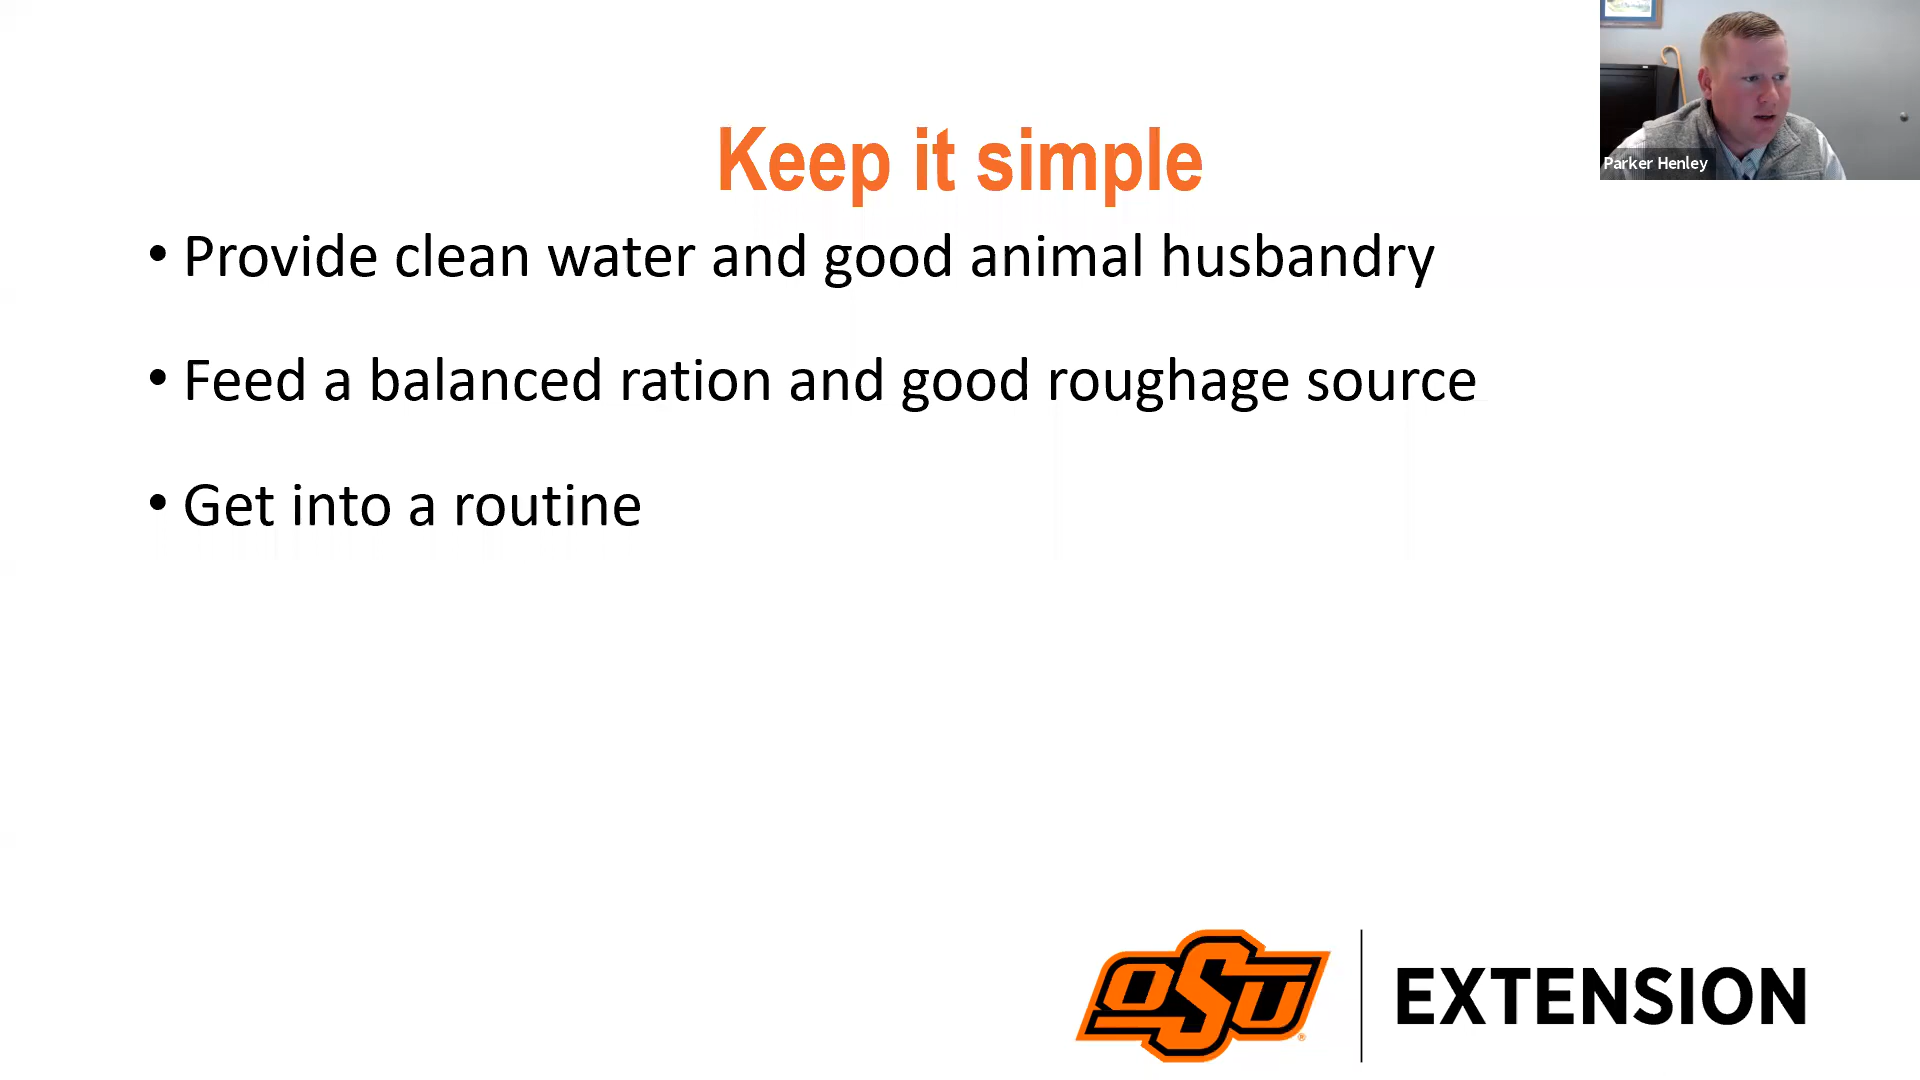 Keep it simple
• Provide clean water and good animal husbandry
• Feed a balanced ration and good roughage source
• Get into a routine
Parker Henley
OSU®
EXTENSION